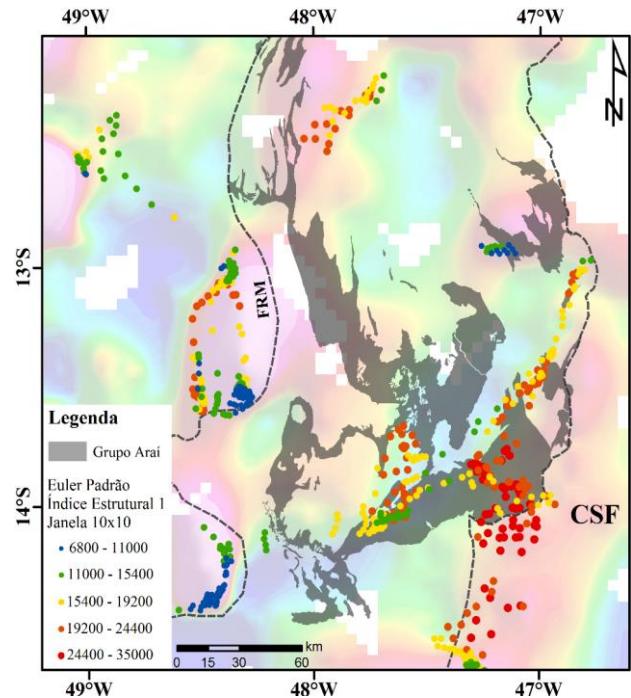 49°W 48°W 47°W
N
13°S
FRM
Legenda
Grupo Araí
Euler Padrão
Índice Estrutural 1
Janela 10x10
6800 - 11000
11000 - 15400
15400 - 19200
19200 - 24400
24400 - 35000
14°S
CSF
km
0 15 30 60
49°W 48°W 47°W